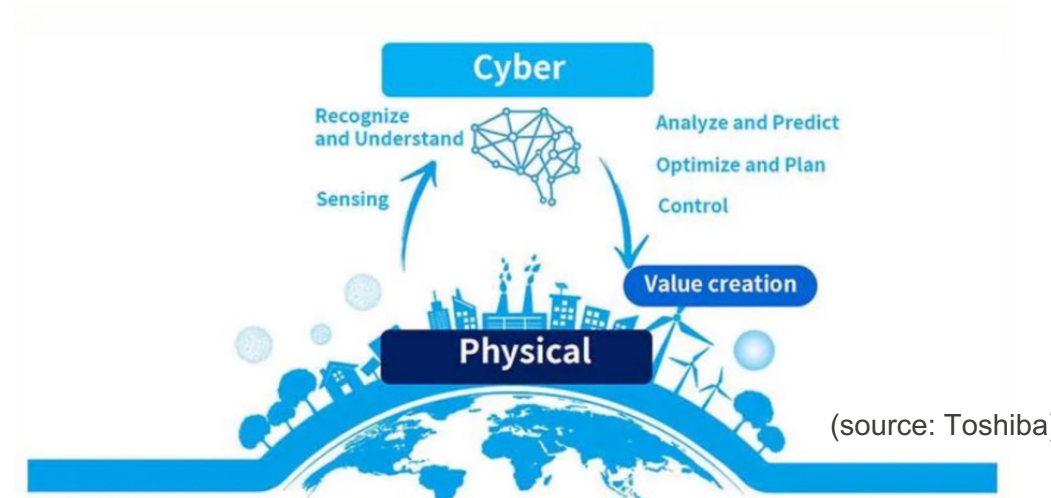 Cyber
Recognize
and Understand
Sensing
Analyze and Predict
Optimize and Plan
Control
Value creation
Physical
(source: Toshiba)